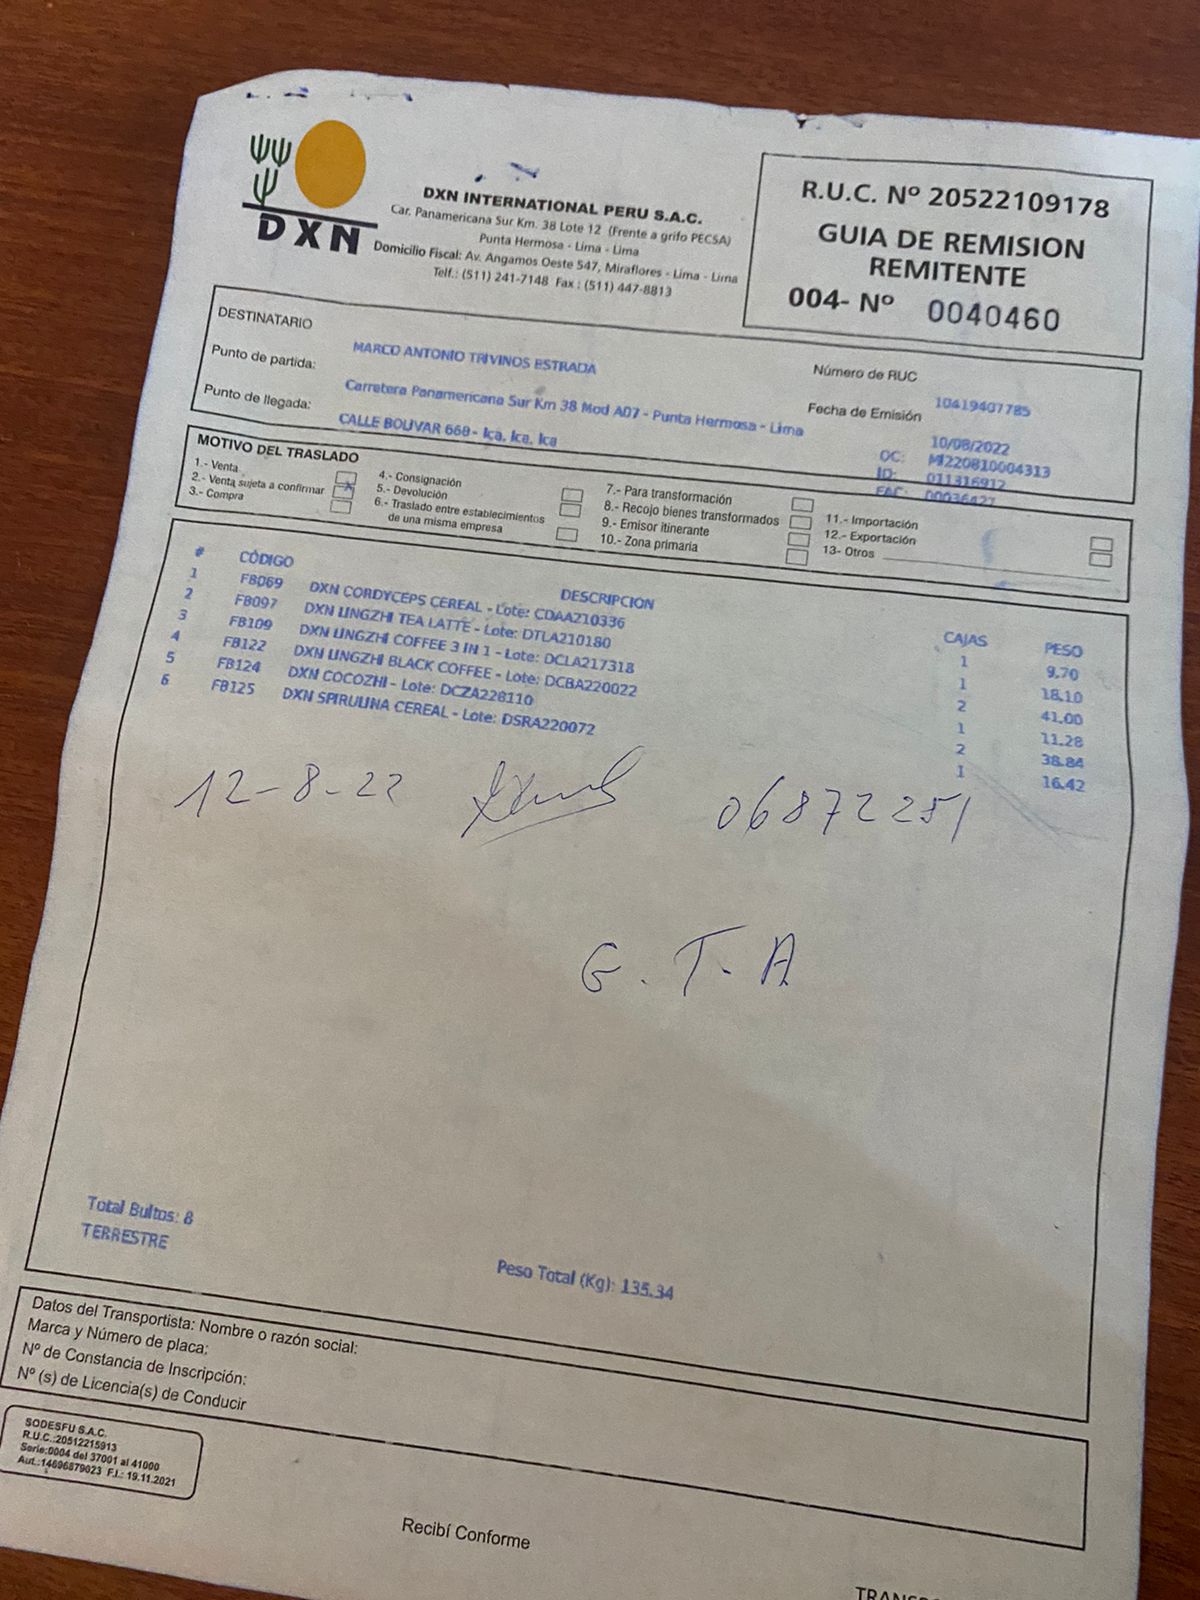 DXN
DXN INTERNATIONAL PERU S.A.C.
Car. Panamericana Sur Km. 38 Lote 12 (Frente a grifo PECSA)
Punta Hermosa - Lima - Lima
Domicilio Fiscal: Av. Angamos Oeste 547, Miraflores - Lima - Lima
Telf.: (511) 241-7148 Fax : (511) 447-8813
R.U.C. Nº 20522109178
GUIA DE REMISION
REMITENTE
004- Nº 0040460
DESTINATARIO MARCO ANTONIO TRIVINOS ESTRADA
Número de RUC 10419407785
Punto de partida: Carretera Panamericana Sur Km 38 Mod A07 - Punta Hermosa - Lima
Fecha de Emisión 10/08/2022
Punto de llegada: CALLE BOLIVAR 668 - Ica, Ica, Ica
OC: MI220810004313
ID: 011316912
FAC: 00036427
MOTIVO DEL TRASLADO
1.- Venta
2.- Venta sujeta a confirmar
3.- Compra
4.- Consignación
5.- Devolución
6.- Traslado entre establecimientos
de una misma empresa
7.- Para transformación
8.- Recojo bienes transformados
9.- Emisor itinerante
10.- Zona primaria
11.- Importación
12.- Exportación
13- Otros
# CÓDIGO DESCRIPCION CAJAS PESO
1 FB069 DXN CORDYCEPS CEREAL - Lote: CDAA210336 1 9.70
2 FB097 DXN LINGZHI TEA LATTE - Lote: DTLA210180 1 18.10
3 FB109 DXN LINGZHI COFFEE 3 IN 1 - Lote: DCLA217318 2 41.00
4 FB122 DXN LINGZHI BLACK COFFEE - Lote: DCBA220022 1 11.28
5 FB124 DXN COCOZHI - Lote: DCZA228110 2 38.84
6 FB125 DXN SPIRULINA CEREAL - Lote: DSRA220072 1 16.42
12-8-22 06872251
G. T. A
Total Bultos: 8
TERRESTRE
Peso Total (Kg): 135.34
Datos del Transportista: Nombre o razón social:
Marca y Número de placa:
Nº de Constancia de Inscripción:
Nº (s) de Licencia(s) de Conducir
SODESFU S.A.C.
R.U.C.:20512215913
Serie:0004 del 37001 al 41000
Aut.:14696879023 F.I.: 19.11.2021
Recibí Conforme